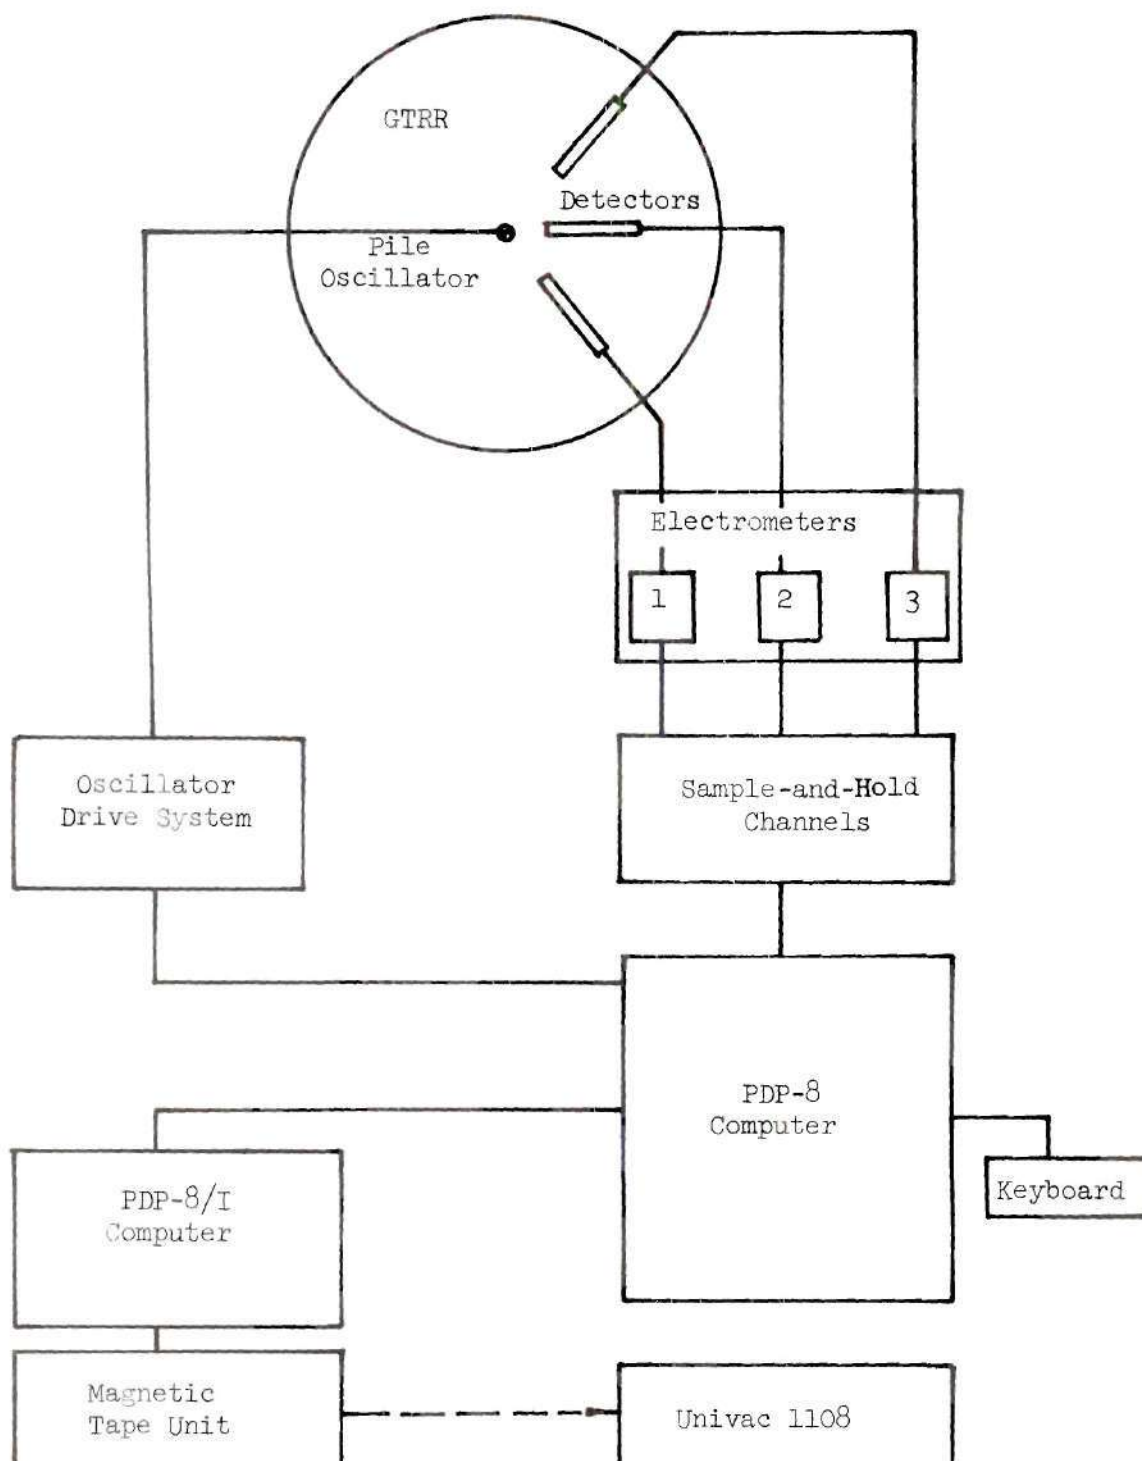 GTRR
Detectors
Pile
Oscillator
Electrometers
1
2
3
Oscillator
Drive System
Sample-and-Hold
Channels
PDP-8
Computer
Keyboard
PDP-8/I
Computer
Magnetic
Tape Unit
Univac 1108